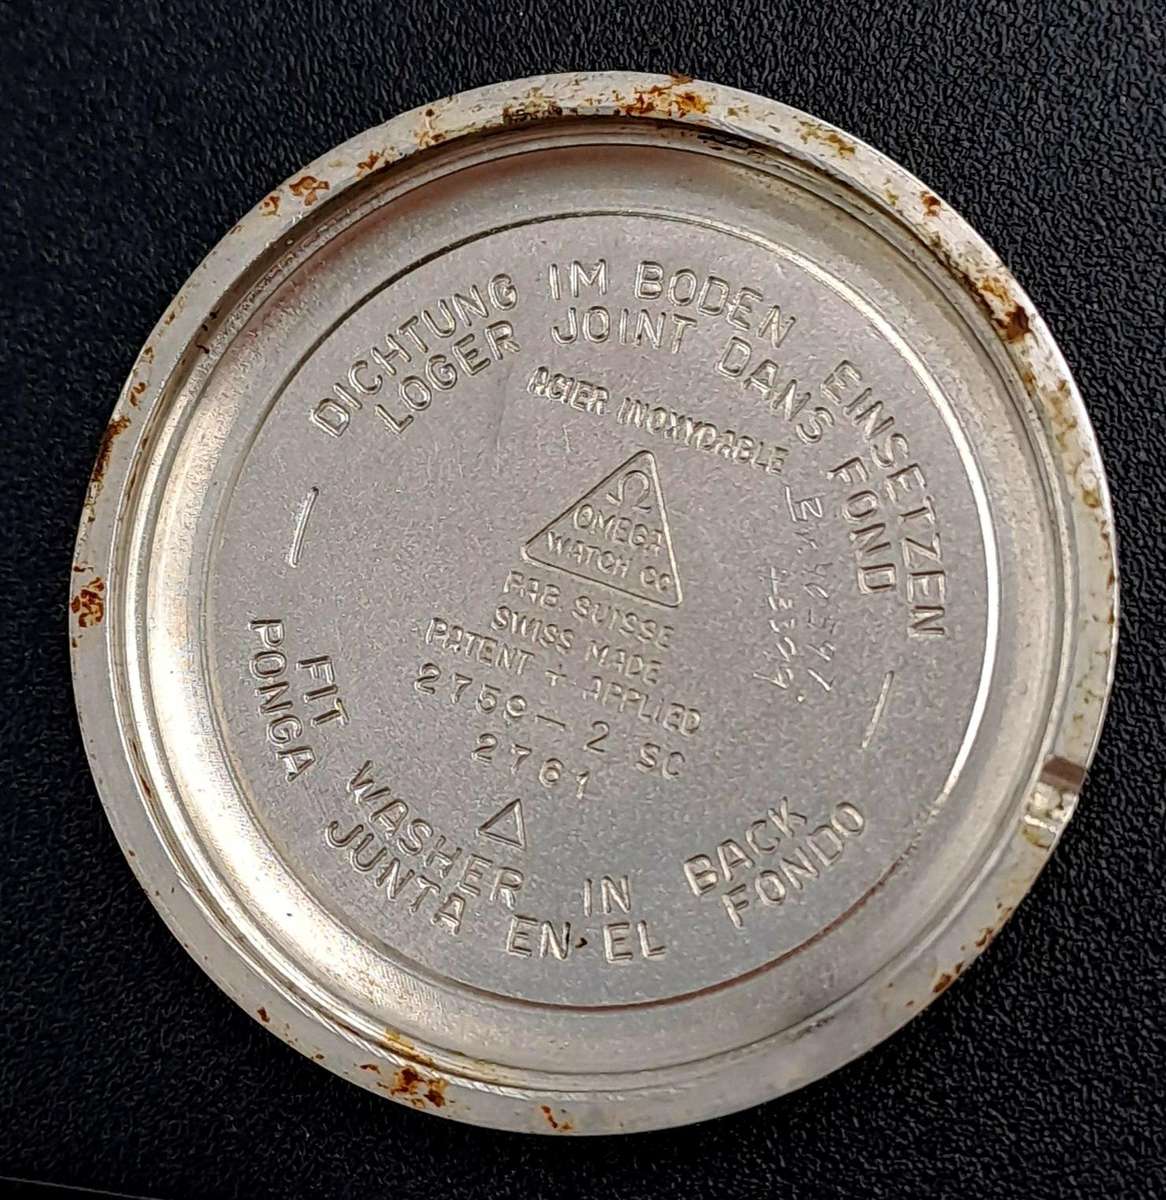 DICHTUNG IM BODEN EINSETZEN
LOGER JOINT DANS FOND
ACIER INOXYDABLE
Ω
OMEGA
WATCH CO
FAB. SUISSE
SWISS MADE
PATENT + APPLIED
2759 - 2 SC
2761
FIT WASHER IN BACK
PONGA JUNTA EN EL FONDO